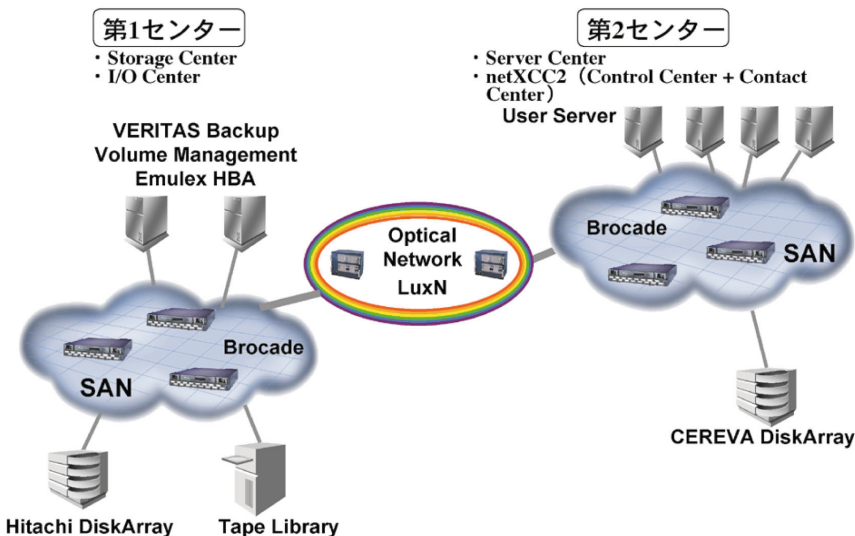 第1センター
・Storage Center
・I/O Center
VERITAS Backup
Volume Management
Emulex HBA
Brocade
SAN
Hitachi DiskArray
Tape Library
Optical
Network
LuxN
第2センター
・Server Center
・netXCC2（Control Center + Contact
Center）
User Server
Brocade
SAN
CEREVA DiskArray